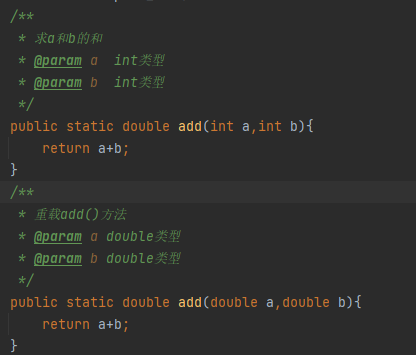 /**
 * 求a和b的和
 * @param a  int类型
 * @param b  int类型
 */
public static double add(int a,int b){
    return a+b;
}
/**
 * 重载add()方法
 * @param a double类型
 * @param b double类型
 */
public static double add(double a,double b){
    return a+b;
}